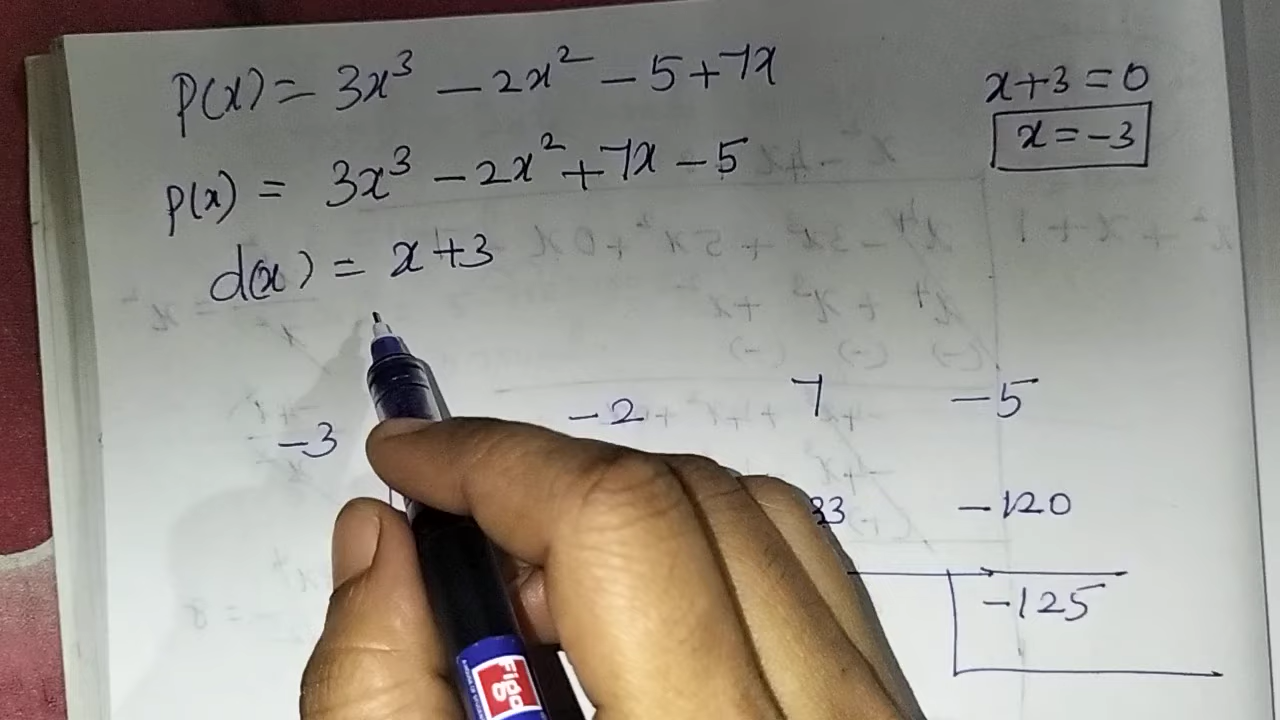 P(x) = 3x³ − 2x² − 5 + 7x
x+3 = 0
x = −3
P(x) = 3x³ − 2x² + 7x − 5
d(x) = x+3
−3 −2 7 −5
33 −120
−125
Figo